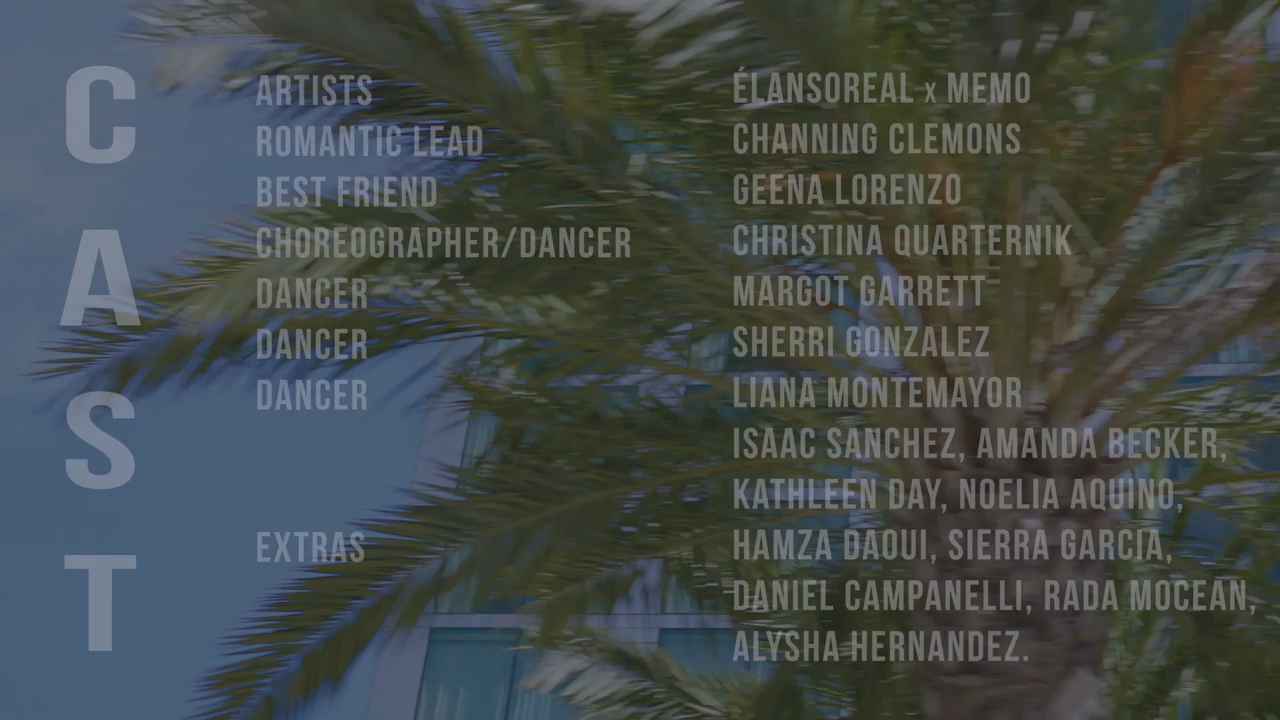 CAST
ARTISTS ÉLANSOREAL x MEMO
ROMANTIC LEAD CHANNING CLEMONS
BEST FRIEND GEENA LORENZO
CHOREOGRAPHER/DANCER CHRISTINA QUARTERNIK
DANCER MARGOT GARRETT
DANCER SHERRI GONZALEZ
DANCER LIANA MONTEMAYOR
EXTRAS
ISAAC SANCHEZ, AMANDA BECKER,
KATHLEEN DAY, NOELIA AQUINO,
HAMZA DAOUI, SIERRA GARCIA,
DANIEL CAMPANELLI, RADA MOCEAN,
ALYSHA HERNANDEZ.